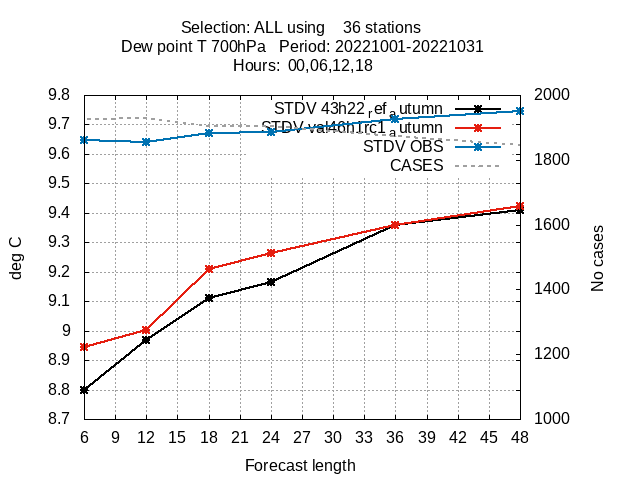 Selection: ALL using    36 stations
Dew point T 700hPa   Period: 20221001-20221031
Hours:  00,06,12,18
9.8
9.7
9.6
9.5
9.4
9.3
9.2
9.1
9
8.9
8.8
8.7
deg C
STDV 43h22_ref_autumn
STDV
STDV OBS
CASES
2000
1800
1600
1400
1200
1000
No cases
6 9 12 15 18 21 24 27 30 33 36 39 42 45 48
Forecast length